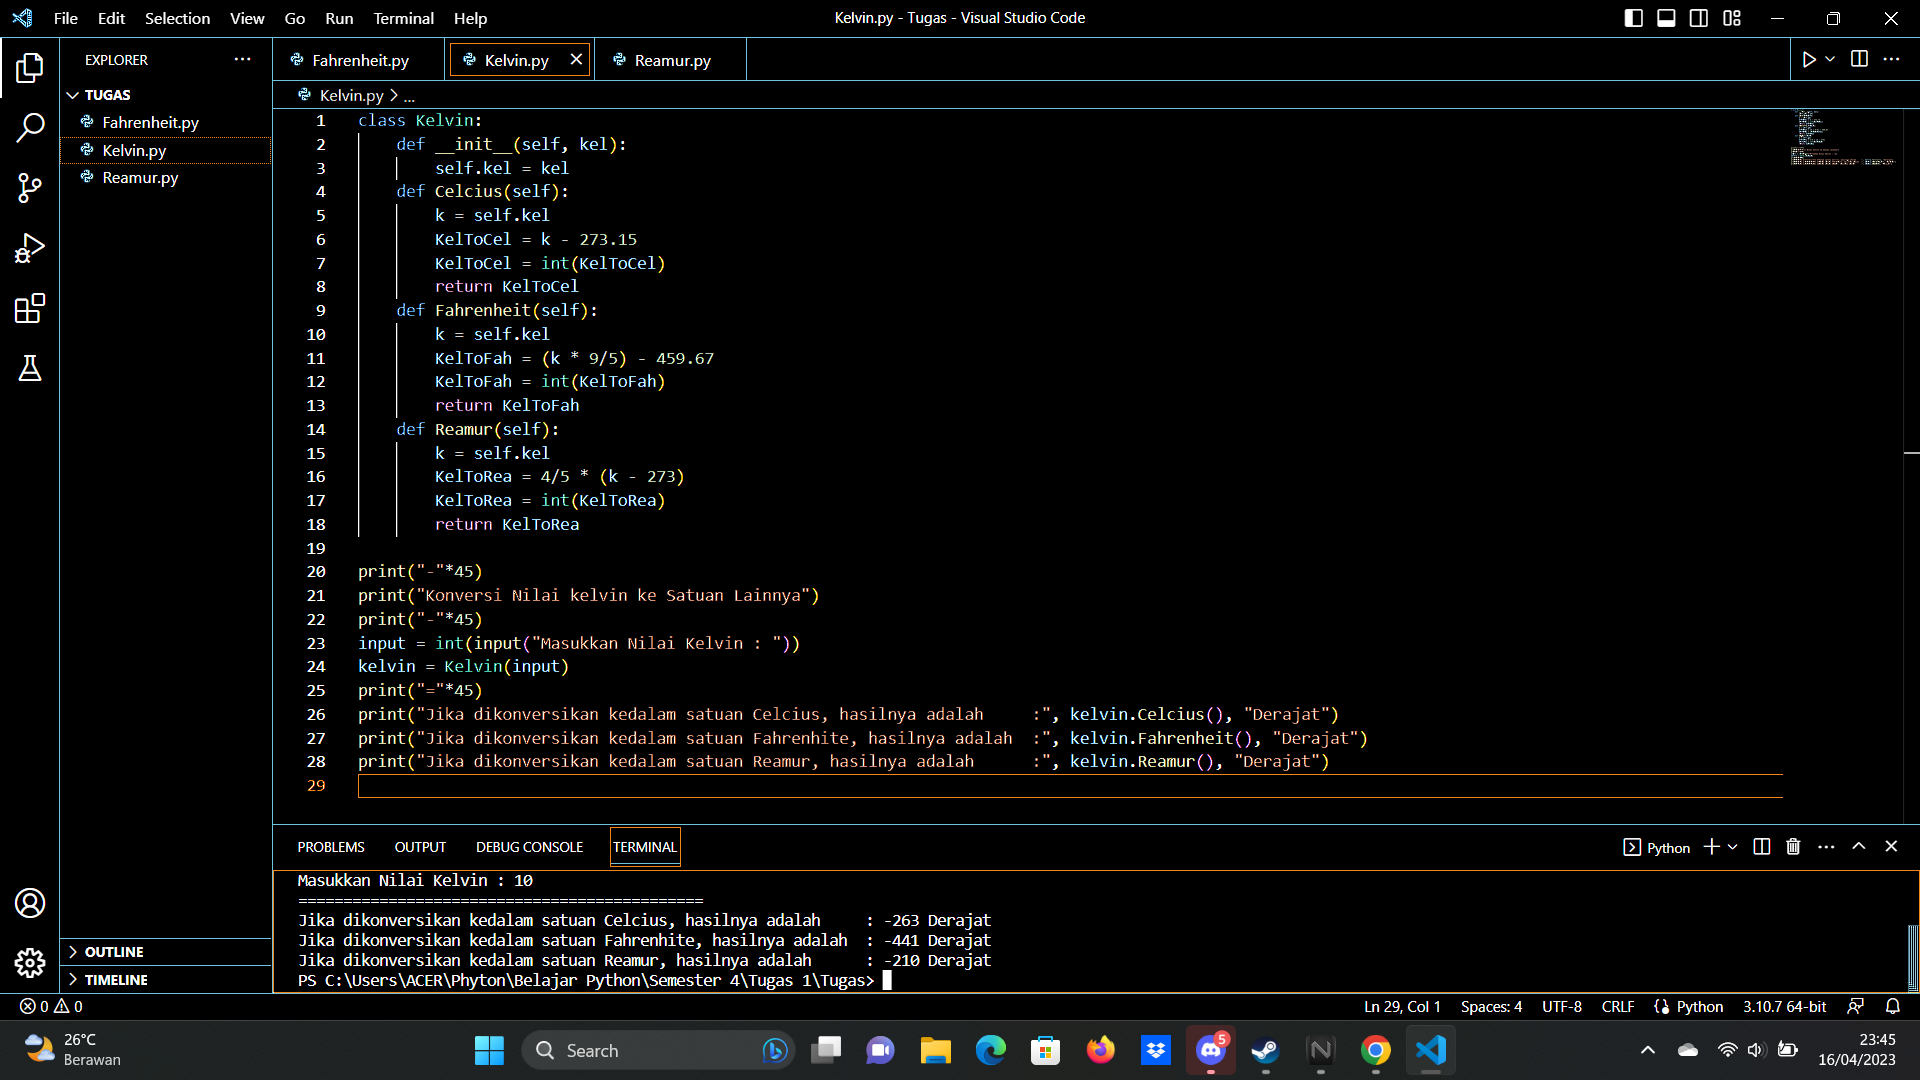 File Edit Selection View Go Run Terminal Help
Kelvin.py - Tugas - Visual Studio Code
EXPLORER
TUGAS
Fahrenheit.py
Kelvin.py
Reamur.py
OUTLINE
TIMELINE
Fahrenheit.py Kelvin.py Reamur.py
Kelvin.py > ...
1 class Kelvin:
2     def __init__(self, kel):
3         self.kel = kel
4     def Celcius(self):
5         k = self.kel
6         KelToCel = k - 273.15
7         KelToCel = int(KelToCel)
8         return KelToCel
9     def Fahrenheit(self):
10         k = self.kel
11         KelToFah = (k * 9/5) - 459.67
12         KelToFah = int(KelToFah)
13         return KelToFah
14     def Reamur(self):
15         k = self.kel
16         KelToRea = 4/5 * (k - 273)
17         KelToRea = int(KelToRea)
18         return KelToRea
19
20 print("-"*45)
21 print("Konversi Nilai kelvin ke Satuan Lainnya")
22 print("-"*45)
23 input = int(input("Masukkan Nilai Kelvin : "))
24 kelvin = Kelvin(input)
25 print("="*45)
26 print("Jika dikonversikan kedalam satuan Celcius, hasilnya adalah     :", kelvin.Celcius(), "Derajat")
27 print("Jika dikonversikan kedalam satuan Fahrenhite, hasilnya adalah  :", kelvin.Fahrenheit(), "Derajat")
28 print("Jika dikonversikan kedalam satuan Reamur, hasilnya adalah      :", kelvin.Reamur(), "Derajat")
29
PROBLEMS OUTPUT DEBUG CONSOLE TERMINAL
Python
Masukkan Nilai Kelvin : 10
=============================================
Jika dikonversikan kedalam satuan Celcius, hasilnya adalah     : -263 Derajat
Jika dikonversikan kedalam satuan Fahrenhite, hasilnya adalah  : -441 Derajat
Jika dikonversikan kedalam satuan Reamur, hasilnya adalah      : -210 Derajat
PS C:\Users\ACER\Phyton\Belajar Python\Semester 4\Tugas 1\Tugas>
0 0
Ln 29, Col 1 Spaces: 4 UTF-8 CRLF Python 3.10.7 64-bit
26°C
Berawan
Search
5
23:45
16/04/2023